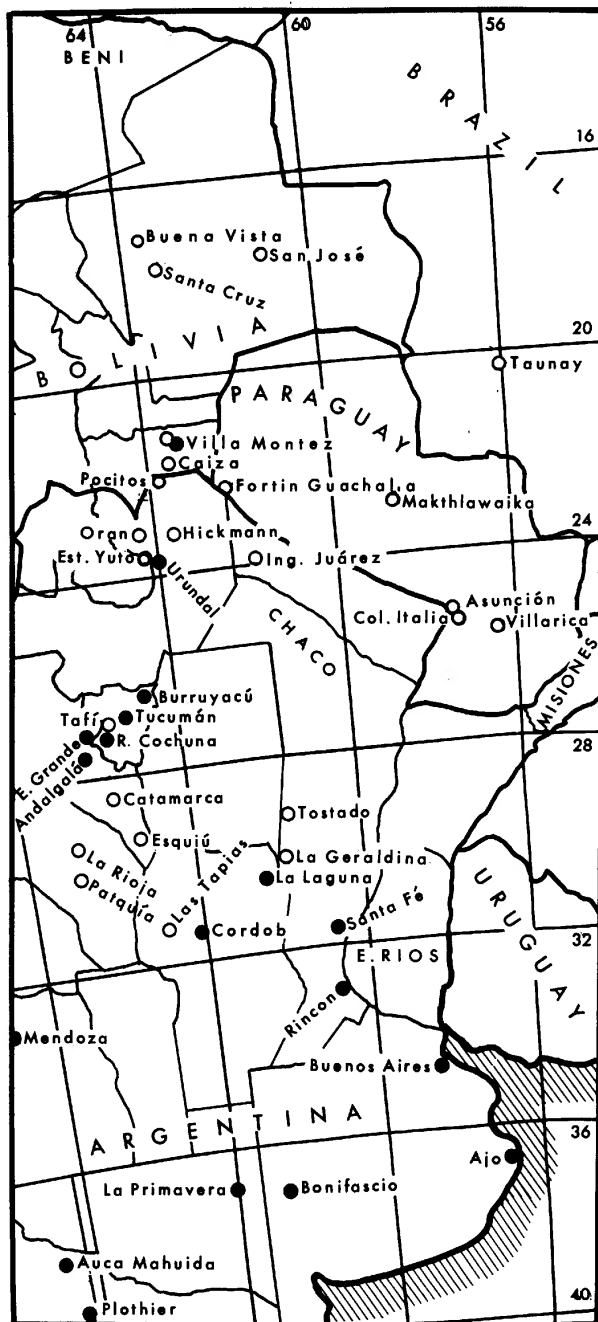 64
60
56
BENI
BRAZIL
16
Buena Vista
San José
Santa Cruz
BOLIVIA
20
Taunay
PARAGUAY
Villa Montez
Caiza
Pocitos
Fortin Guachalla
Makthlawaika
24
Oran
Hickmann
Est. Yuto
Urundal
Ing. Juárez
Asunción
Col. Italia
Villarica
CHACO
MISIONES
Burruyacú
Tafí
Tucumán
R. Cochuna
28
E. Grande
Andalgalá
Catamarca
Tostado
Esquiú
La Rioja
La Geraldina
Patquía
Las Tapias
La Laguna
Santa Fé
Cordob
URUGUAY
32
E. RIOS
Rincon
Mendoza
Buenos Aires
ARGENTINA
36
Ajo
La Primavera
Bonifascio
Auca Mahuida
Plothier
40